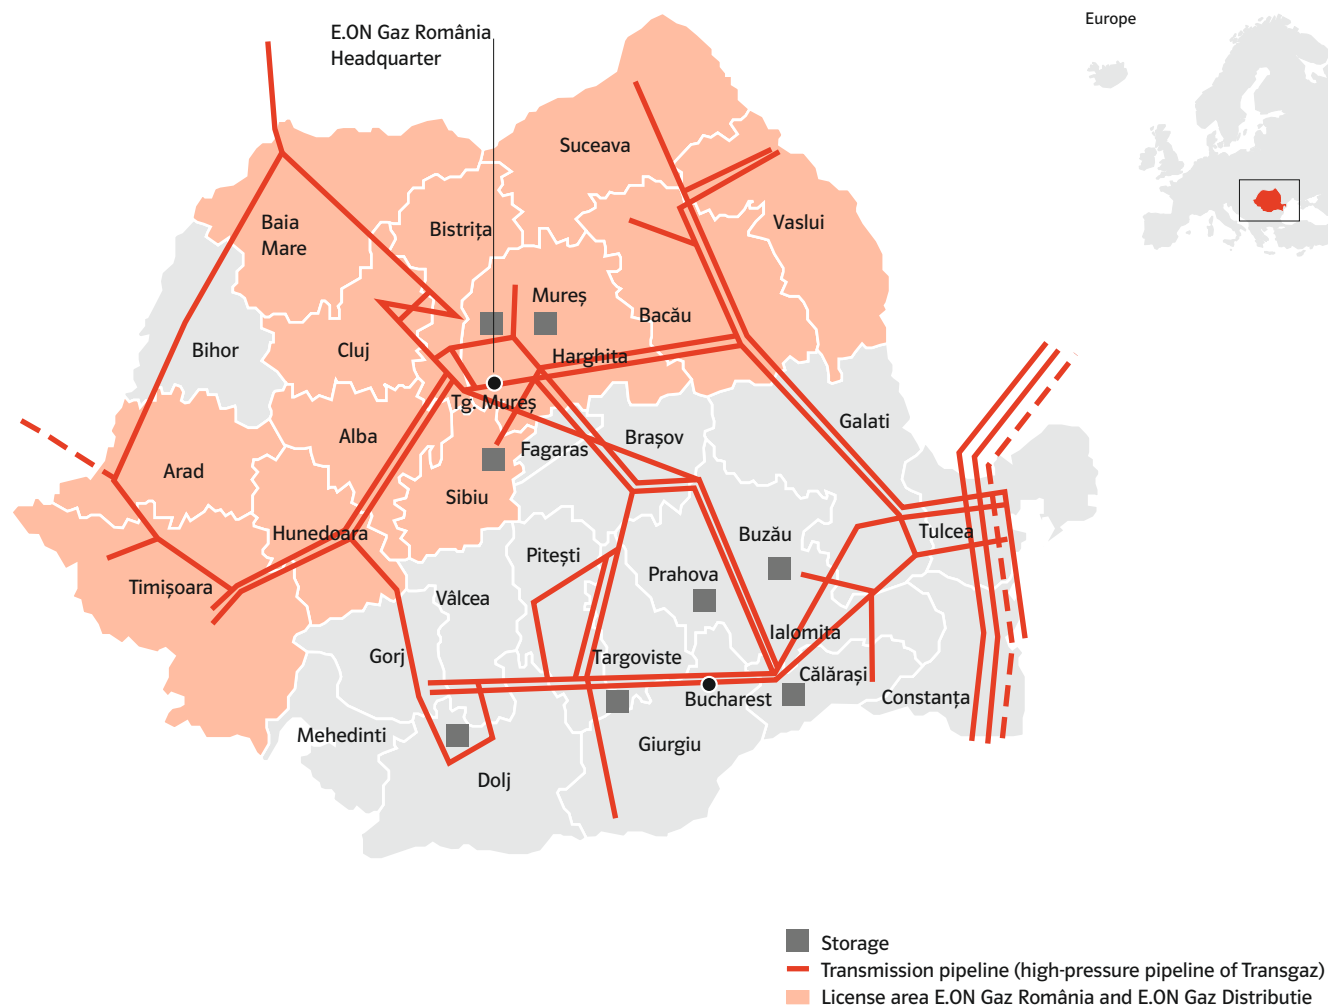 E.ON Gaz România
Headquarter
Europe
Suceava
Baia
Mare
Bistrița
Vaslui
Mureș
Bacău
Bihor
Cluj
Harghita
Tg. Mureș
Galati
Alba
Brașov
Fagaras
Arad
Sibiu
Hunedoara
Buzău
Tulcea
Pitești
Prahova
Timișoara
Vâlcea
Ialomita
Gorj
Targoviste
Călărași
Bucharest
Constanța
Mehedinti
Giurgiu
Dolj
Storage
Transmission pipeline (high-pressure pipeline of Transgaz)
License area E.ON Gaz România and E.ON Gaz Distributie